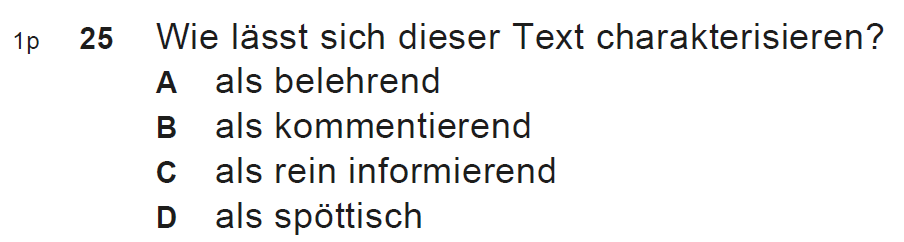 1p 25 Wie lässt sich dieser Text charakterisieren?
A als belehrend
B als kommentierend
C als rein informierend
D als spöttisch